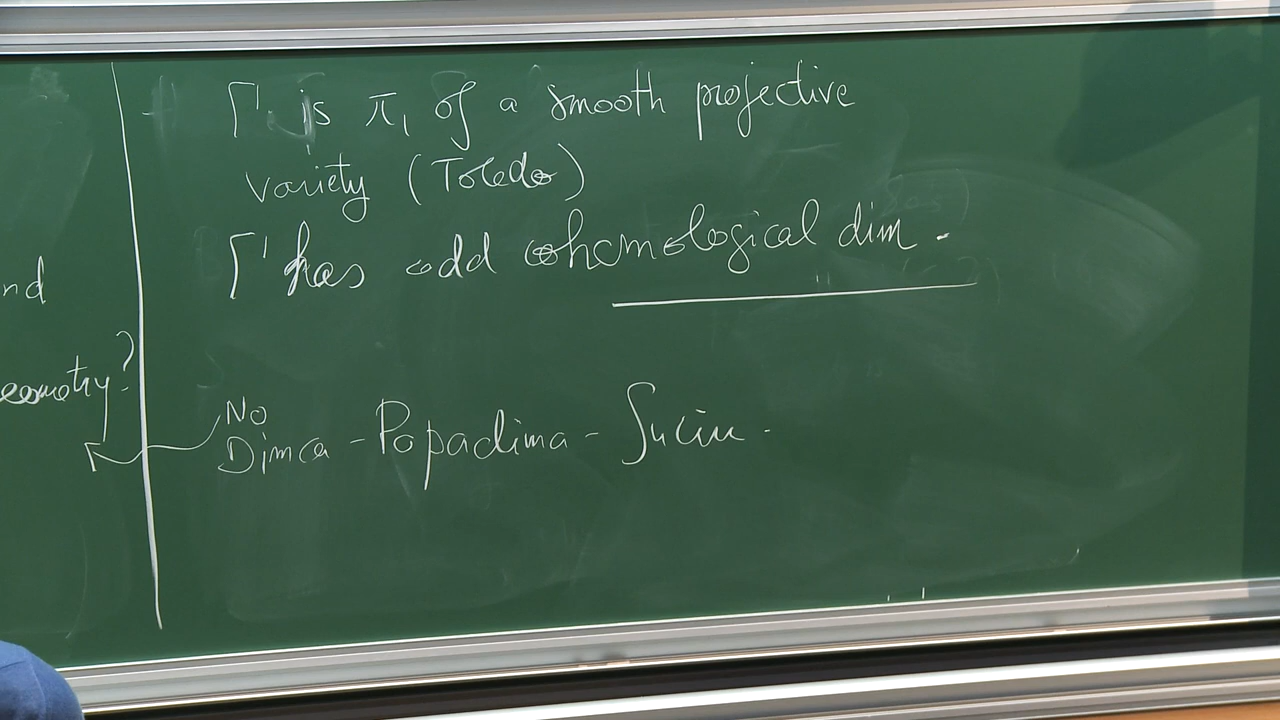 Γ is π₁ of a smooth projective
variety (Toledo)
Γ has odd cohomological dim.
nd
eometry?
No
Dimca - Papadima - Suciu.